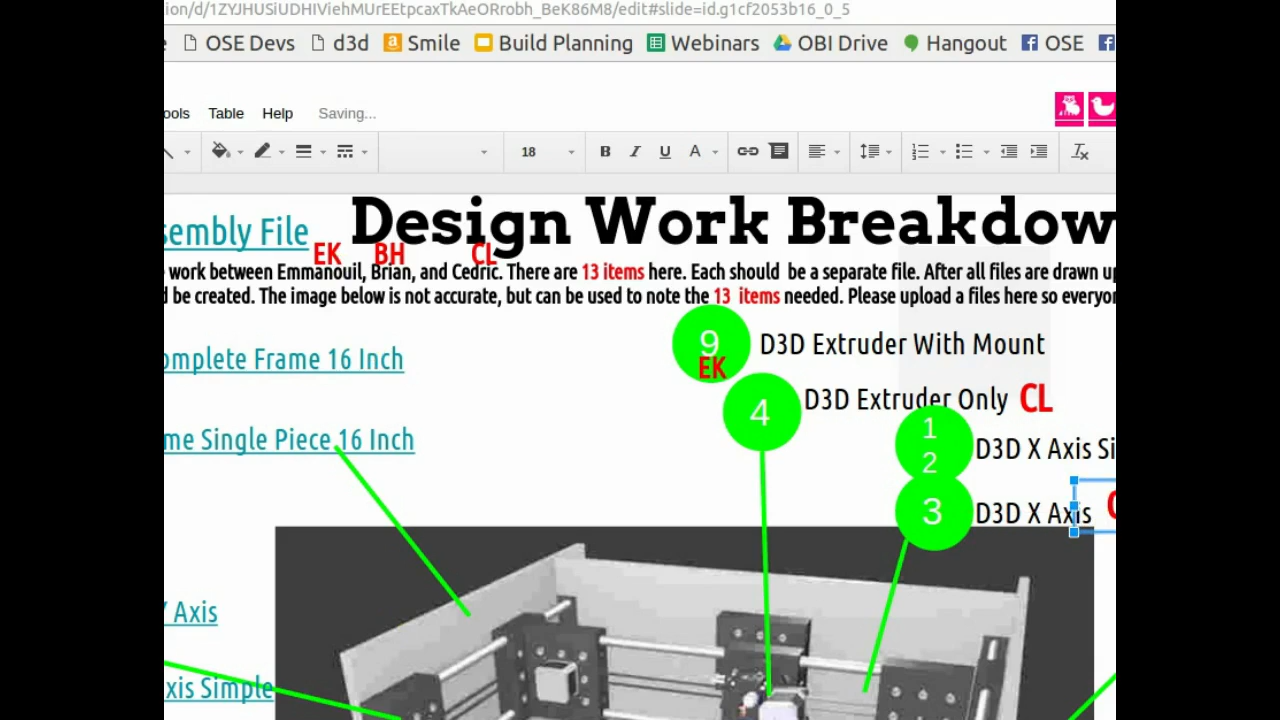 ion/d/1ZYJHUSiUDHIViehMUrEEtpcaxTkAeORrobh_BeK86M8/edit#slide=id.g1cf2053b16_0_5
e OSE Devs d3d Smile Build Planning Webinars OBI Drive Hangout OSE
ools Table Help Saving...
18 B I U A
sembly File Design Work Breakdow
EK BH CL
work between Emmanouil, Brian, and Cedric. There are 13 items here. Each should be a separate file. After all files are drawn up
d be created. The image below is not accurate, but can be used to note the 13 items needed. Please upload a files here so everyon
9 D3D Extruder With Mount
omplete Frame 16 Inch
EK
4 D3D Extruder Only CL
me Single Piece 16 Inch
1
2
D3D X Axis Si
3 D3D X Axis C
Y Axis
xis Simple